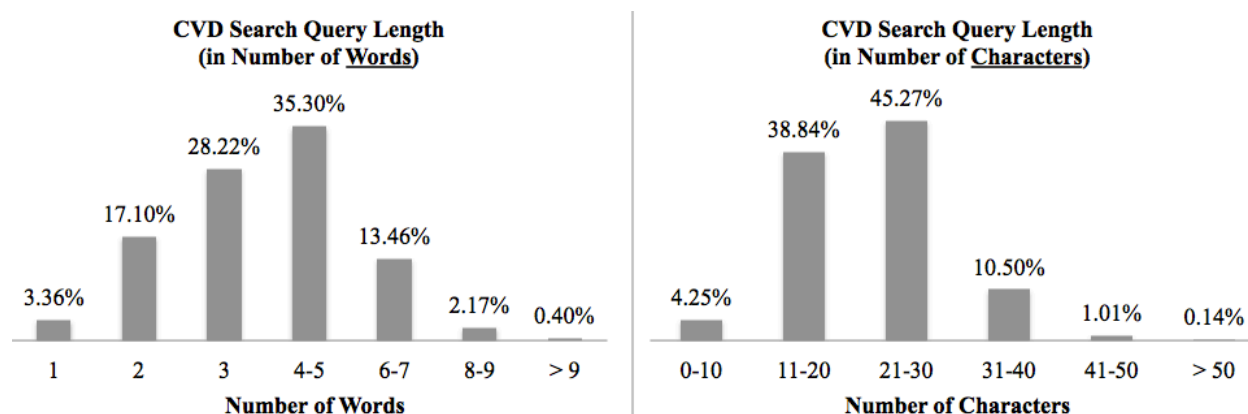 CVD Search Query Length
(in Number of Words)
35.30%
28.22%
17.10%
13.46%
3.36%
2.17%
0.40%
1 2 3 4-5 6-7 8-9 > 9
Number of Words
CVD Search Query Length
(in Number of Characters)
45.27%
38.84%
10.50%
4.25%
1.01%
0.14%
0-10 11-20 21-30 31-40 41-50 > 50
Number of Characters